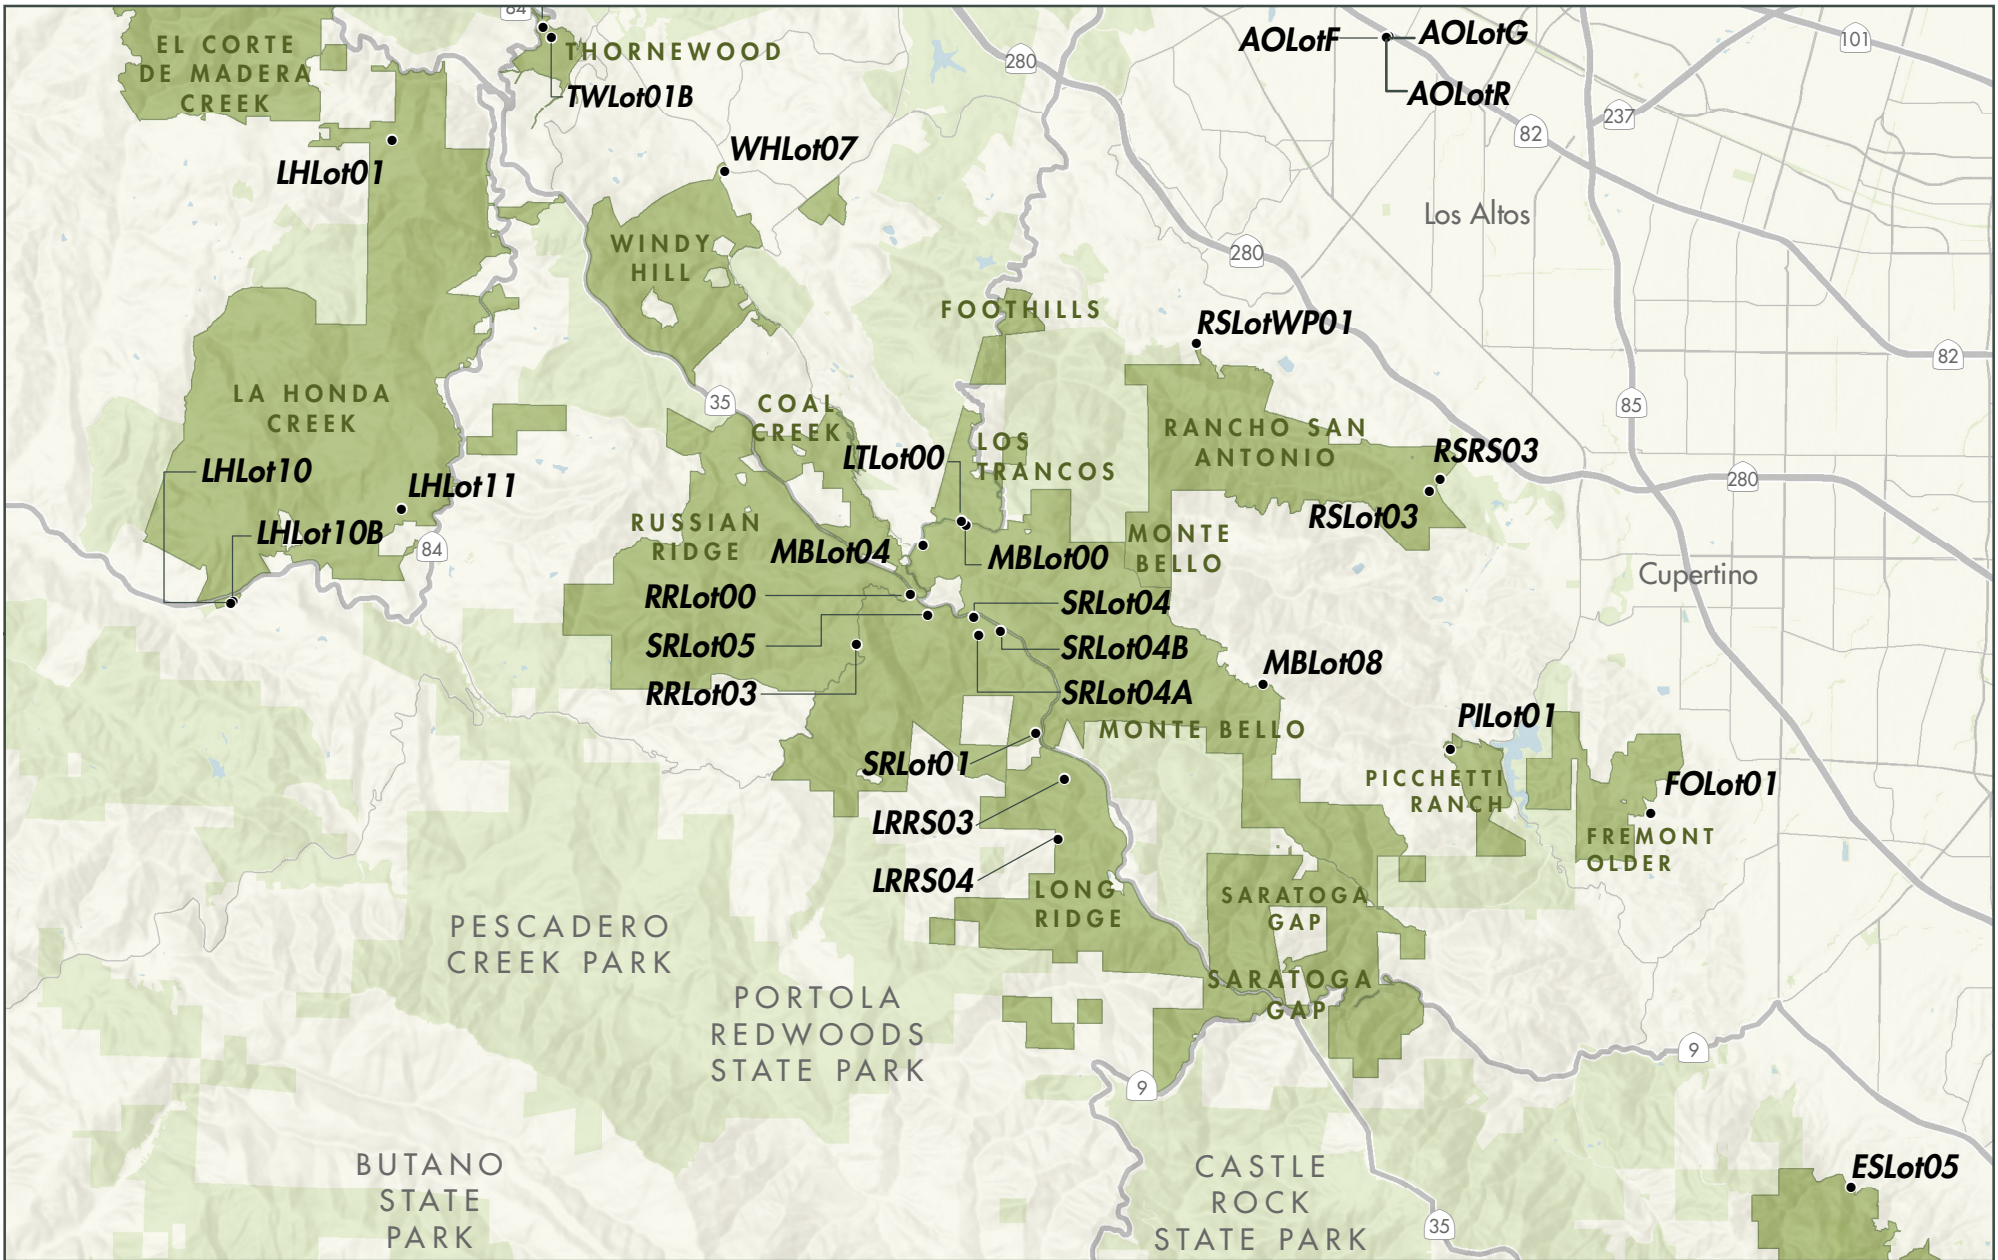 84
EL CORTE
DE MADERA
CREEK
THORNEWOOD
TWLot01B
280
AOLotF
AOLotG
AOLotR
101
237
82
LHLot01
WHLot07
Los Altos
WINDY
HILL
280
FOOTHILLS
RSLotWP01
82
LA HONDA
CREEK
35
COAL
CREEK
85
LOS
TRANCOS
LTLot00
RANCHO SAN
ANTONIO
RSRS03
280
LHLot10
LHLot11
LHLot10B
84
RUSSIAN
RIDGE
MBLot04
MBLot00
MONTE
BELLO
RSLot03
Cupertino
RRLot00
SRLot04
SRLot05
SRLot04B
RRLot03
SRLot04A
MBLot08
MONTE BELLO
PILot01
SRLot01
PICCHETTI
RANCH
FOLot01
LRRS03
FREMONT
OLDER
LRRS04
LONG
RIDGE
SARATOGA
GAP
PESCADERO
CREEK PARK
SARATOGA
GAP
PORTOLA
REDWOODS
STATE PARK
9
9
BUTANO
STATE
PARK
CASTLE
ROCK
STATE PARK
35
ESLot05